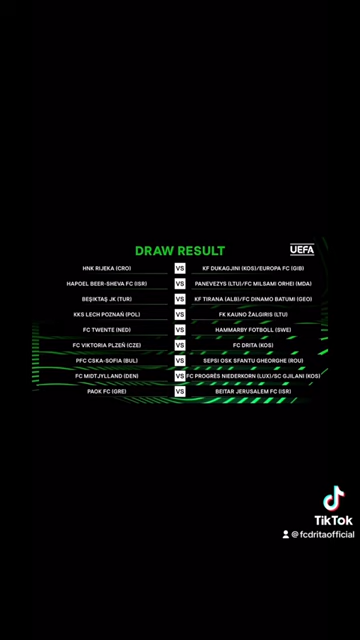 DRAW RESULT
UEFA
HNK RIJEKA (CRO) VS KF DUKAGJINI (KOS)/EUROPA FC (GIB)
HAPOEL BEER-SHEVA FC (ISR) VS PANEVEZYS (LTU)/FC MILSAMI ORHEI (MDA)
BEŞIKTAŞ JK (TUR) VS KF TIRANA (ALB)/FC DINAMO BATUMI (GEO)
KKS LECH POZNAŃ (POL) VS FK KAUNO ŽALGIRIS (LTU)
FC TWENTE (NED) VS HAMMARBY FOTBOLL (SWE)
FC VIKTORIA PLZEŇ (CZE) VS FC DRITA (KOS)
PFC CSKA-SOFIA (BUL) VS SEPSI OSK SFANTU GHEORGHE (ROU)
FC MIDTJYLLAND (DEN) VS FC PROGRÈS NIEDERKORN (LUX)/SC GJILANI (KOS)
PAOK FC (GRE) VS BEITAR JERUSALEM FC (ISR)
TikTok
@fcdritaofficial